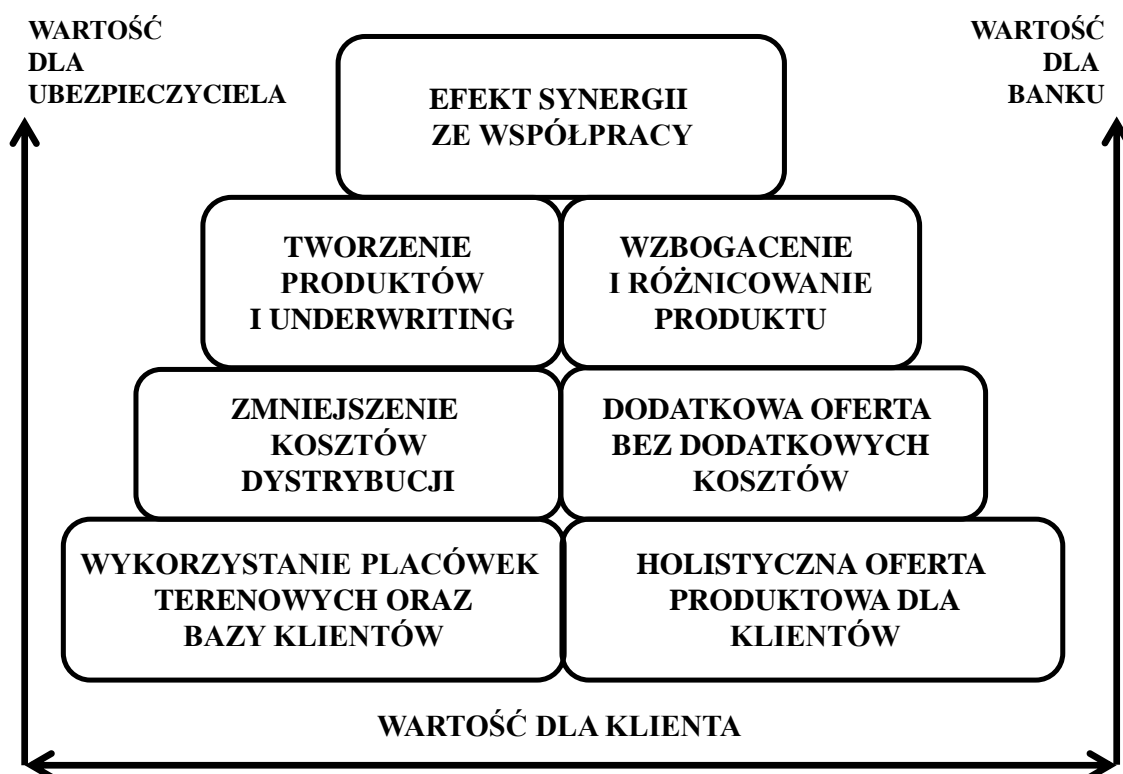 WARTOŚĆ
DLA
UBEZPIECZYCIELA
WARTOŚĆ
DLA
BANKU
EFEKT SYNERGII
ZE WSPÓŁPRACY
TWORZENIE
PRODUKTÓW
I UNDERWRITING
WZBOGACENIE
I RÓŻNICOWANIE
PRODUKTU
ZMNIEJSZENIE
KOSZTÓW
DYSTRYBUCJI
DODATKOWA OFERTA
BEZ DODATKOWYCH
KOSZTÓW
WYKORZYSTANIE PLACÓWEK
TERENOWYCH ORAZ
BAZY KLIENTÓW
HOLISTYCZNA OFERTA
PRODUKTOWA DLA
KLIENTÓW
WARTOŚĆ DLA KLIENTA